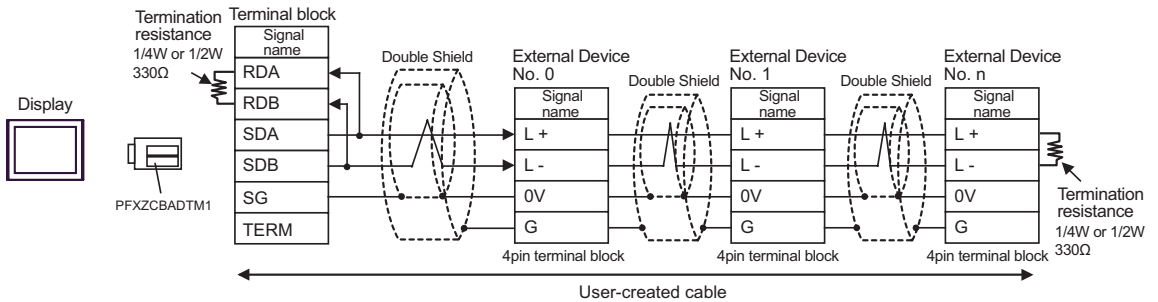 Display
PFXZCBADTM1
Termination
resistance
1/4W or 1/2W
330Ω
Terminal block
Signal
name
RDA
RDB
SDA
SDB
SG
TERM
Double Shield
External Device
No. 0
Signal
name
L +
L -
0V
G
4pin terminal block
Double Shield
External Device
No. 1
Signal
name
L +
L -
0V
G
4pin terminal block
Double Shield
External Device
No. n
Signal
name
L +
L -
0V
G
4pin terminal block
Termination
resistance
1/4W or 1/2W
330Ω
User-created cable